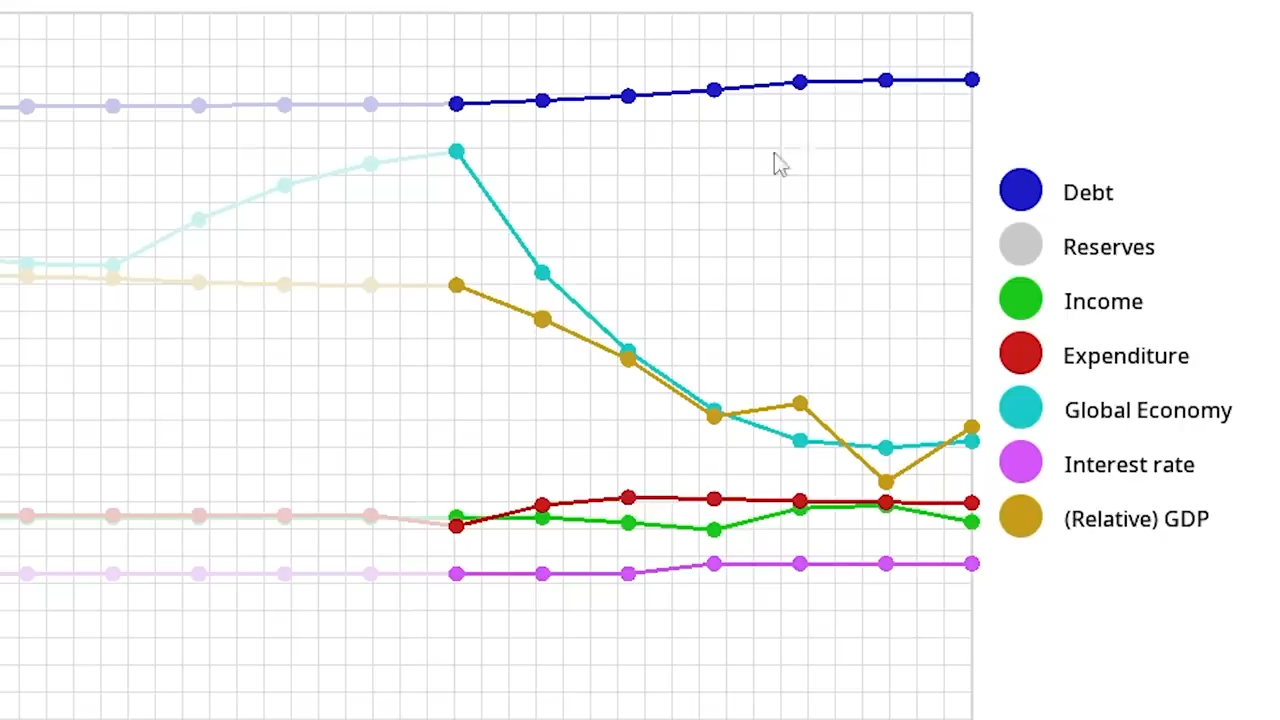 Debt
Reserves
Income
Expenditure
Global Economy
Interest rate
(Relative) GDP